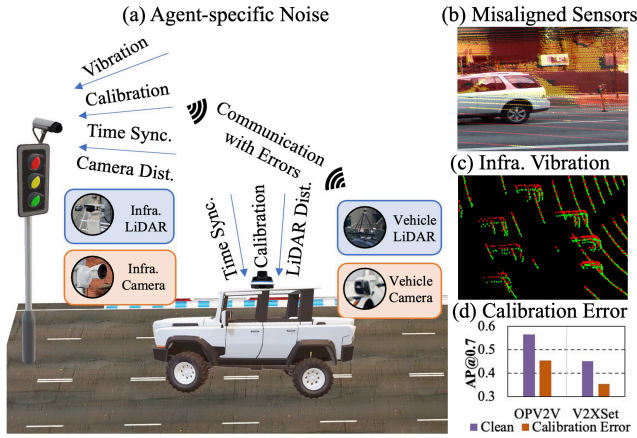 (a) Agent-specific Noise
Vibration
Calibration
Time Sync.
Camera Dist.
Communication
with Errors
Time Sync.
Calibration
LiDAR Dist.
Infra.
LiDAR
Infra.
Camera
Vehicle
LiDAR
Vehicle
Camera
(b) Misaligned Sensors
(c) Infra. Vibration
(d) Calibration Error
AP@0.7
0.6
0.5
0.4
0.3
OPV2V V2XSet
Clean Calibration Error